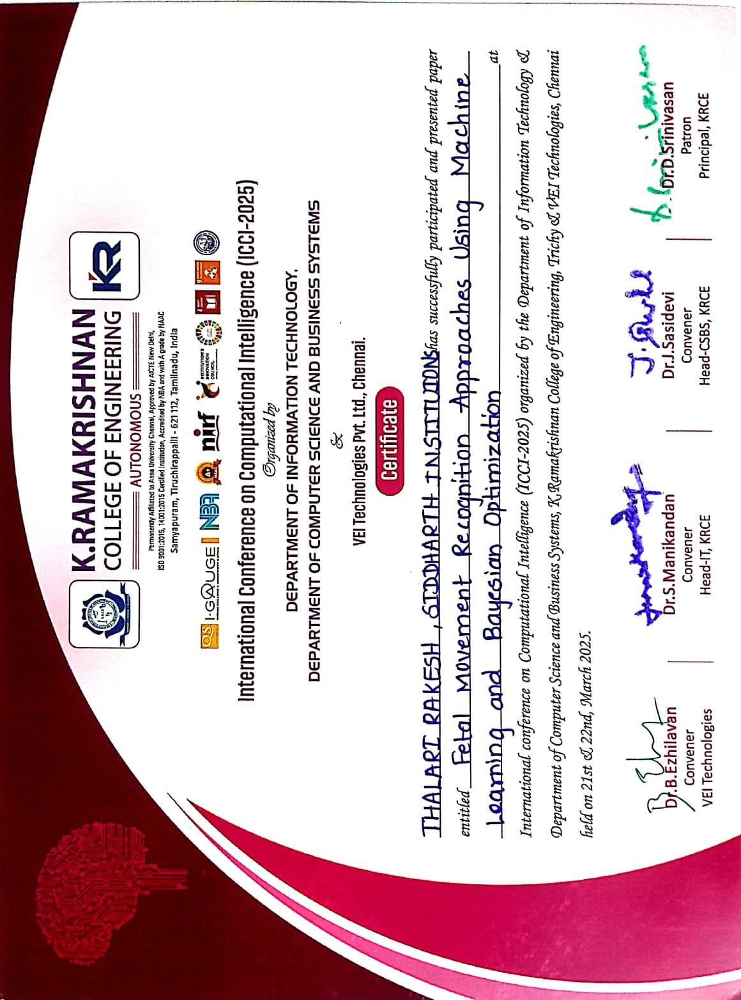 K.RAMAKRISHNAN
COLLEGE OF ENGINEERING
AUTONOMOUS
KR
Permanently Affiliated to Anna University Chennai, Approved by AICTE New Delhi,
ISO 9001:2015, 14001:2015 Certified Institution, Accredited by NBA and with A grade by NAAC
Samyapuram, Tiruchirappalli - 621 112, Tamilnadu, India
QS I·GAUGE NBA A+ nirf INSTITUTION'S INNOVATION COUNCIL 4 9
International Conference on Computational Intelligence (ICCI-2025)
Organized by
DEPARTMENT OF INFORMATION TECHNOLOGY,
DEPARTMENT OF COMPUTER SCIENCE AND BUSINESS SYSTEMS
&
VEI Technologies Pvt. Ltd., Chennai.
Certificate
THALARI RAKESH, SIDDHARTH INSTITUTIONS has successfully participated and presented paper
entitled Fetal Movement Recognition Approaches Using Machine
Learning and Bayesian Optimization at
International conference on Computational Intelligence (ICCI-2025) organized by the Department of Information Technology &
Department of Computer Science and Business Systems, K.Ramakrishnan College of Engineering, Trichy & VEI Technologies, Chennai
held on 21st & 22nd, March 2025.
Dr.B.Ezhilavan
Convener
VEI Technologies
Dr.S.Manikandan
Convener
Head-IT, KRCE
Dr.J.Sasidevi
Convener
Head-CSBS, KRCE
Dr.D.Srinivasan
Patron
Principal, KRCE